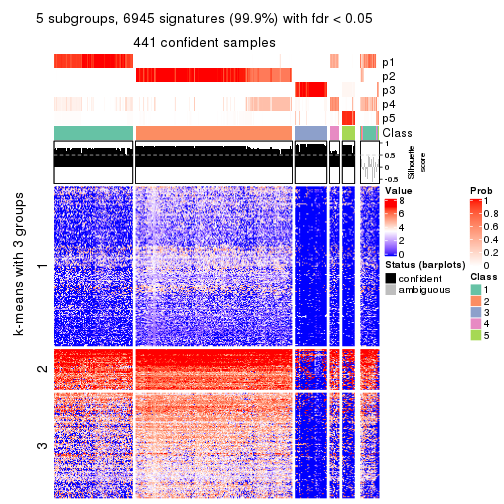 5 subgroups, 6945 signatures (99.9%) with fdr < 0.05
441 confident samples
p1
p2
p3
p4
p5
Class
1
0.5
0
-0.5
Silhouette
score
k-means with 3 groups
1
2
3
Value
8
6
4
2
0
Status (barplots)
confident
ambiguous
Prob
1
0.8
0.6
0.4
0.2
0
Class
1
2
3
4
5